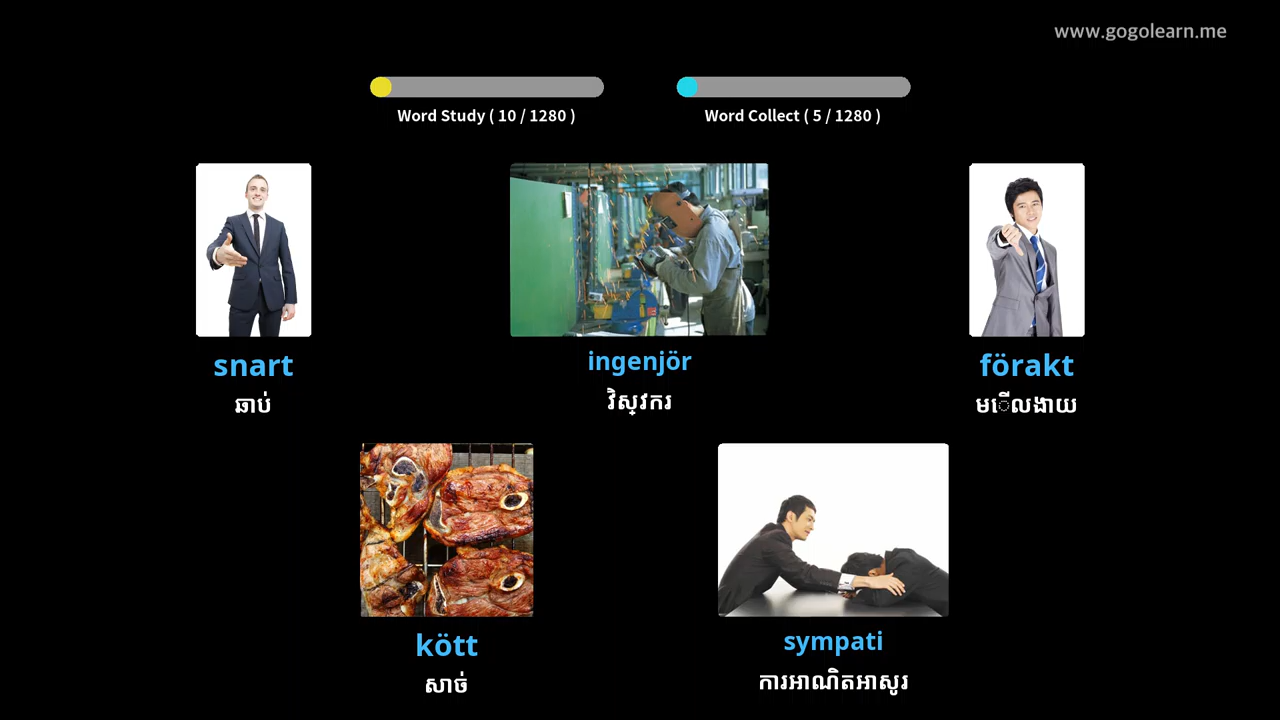 www.gogolearn.me
Word Study ( 10 / 1280 )
Word Collect ( 5 / 1280 )
snart
ឆាប់
ingenjör
វិស្វករ
förakt
មើលងាយ
kött
សាច់
sympati
ការអាណិតអាសូរ